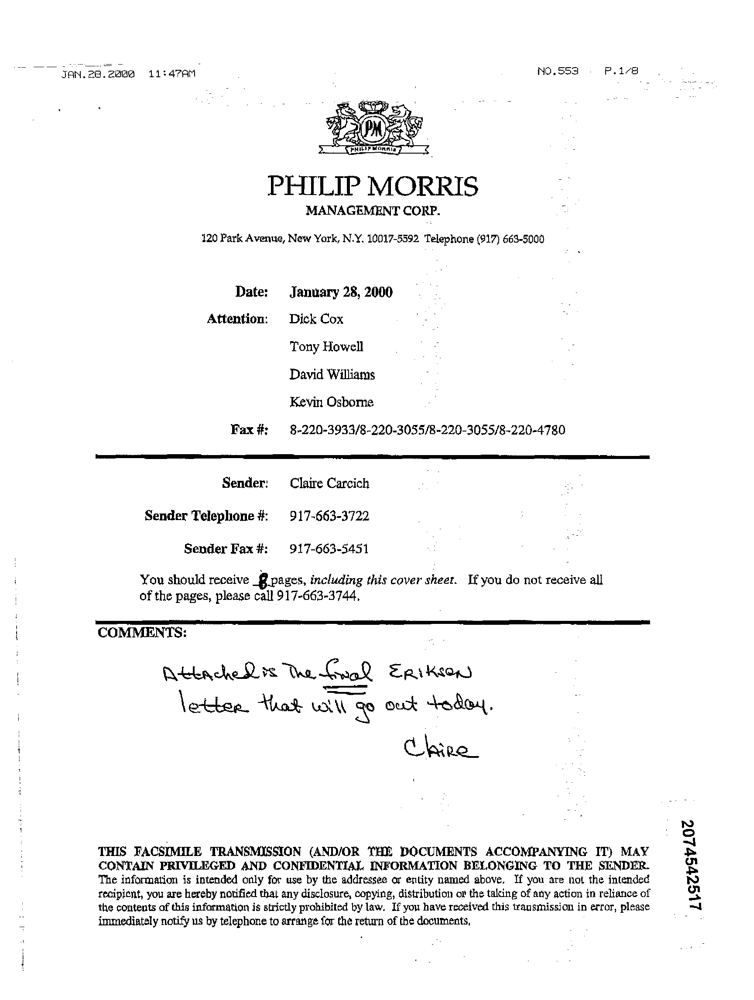 JAN.28.2000 11:47AM NO.553 P.1/8
PM
PHILIP MORRIS
PHILIP MORRIS
MANAGEMENT CORP.
120 Park Avenue, New York, N.Y. 10017-5592 Telephone (917) 663-5000
Date: January 28, 2000
Attention: Dick Cox
Tony Howell
David Williams
Kevin Osborne
Fax #: 8-220-3933/8-220-3055/8-220-3055/8-220-4780
Sender: Claire Carcich
Sender Telephone #: 917-663-3722
Sender Fax #: 917-663-5451
You should receive 8 pages, including this cover sheet. If you do not receive all
of the pages, please call 917-663-3744.
COMMENTS:
Attached is The final ERIKSEN
letter that will go out today.
Claire
THIS FACSIMILE TRANSMISSION (AND/OR THE DOCUMENTS ACCOMPANYING IT) MAY
CONTAIN PRIVILEGED AND CONFIDENTIAL INFORMATION BELONGING TO THE SENDER.
The information is intended only for use by the addressee or entity named above. If you are not the intended
recipient, you are hereby notified that any disclosure, copying, distribution or the taking of any action in reliance of
the contents of this information is strictly prohibited by law. If you have received this transmission in error, please
immediately notify us by telephone to arrange for the return of the documents.
2074542517